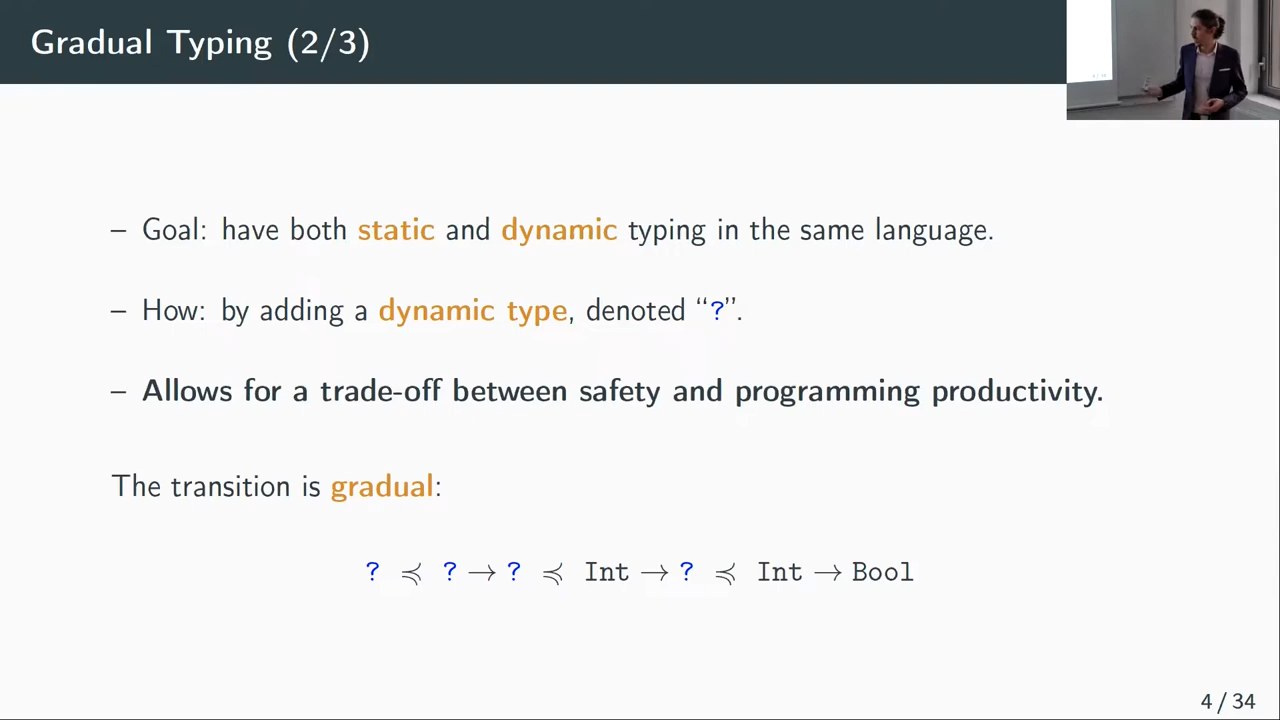 Gradual Typing (2/3)
– Goal: have both static and dynamic typing in the same language.
– How: by adding a dynamic type, denoted “?”.
– Allows for a trade-off between safety and programming productivity.
The transition is gradual:
? ≼ ? → ? ≼ Int → ? ≼ Int → Bool
4 / 34